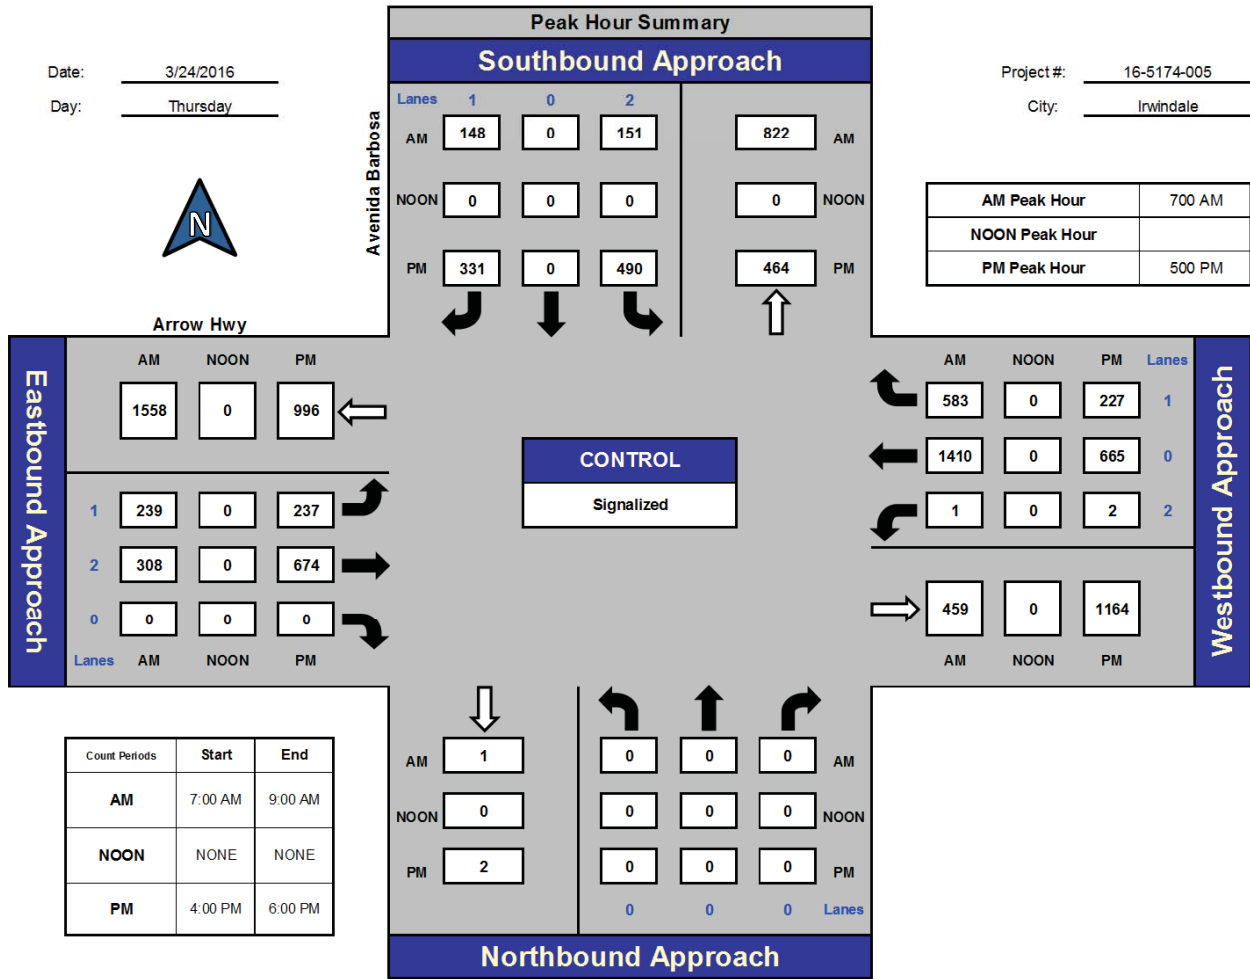 Peak Hour Summary
Southbound Approach
Date: 3/24/2016
Day: Thursday
Project #: 16-5174-005
City: Irwindale
N
Avenida Barbosa
Lanes 1 0 2
AM 148 0 151 822 AM
NOON 0 0 0 0 NOON
PM 331 0 490 464 PM
AM Peak Hour 700 AM
NOON Peak Hour
PM Peak Hour 500 PM
Arrow Hwy
Eastbound Approach
AM NOON PM
1558 0 996
1 239 0 237
2 308 0 674
0 0 0 0
Lanes AM NOON PM
CONTROL
Signalized
AM NOON PM Lanes
583 0 227 1
1410 0 665 0
1 0 2 2
459 0 1164
AM NOON PM
Westbound Approach
Count Periods Start End
AM 7:00 AM 9:00 AM
NOON NONE NONE
PM 4:00 PM 6:00 PM
AM 1 0 0 0 AM
NOON 0 0 0 0 NOON
PM 2 0 0 0 PM
0 0 0 Lanes
Northbound Approach